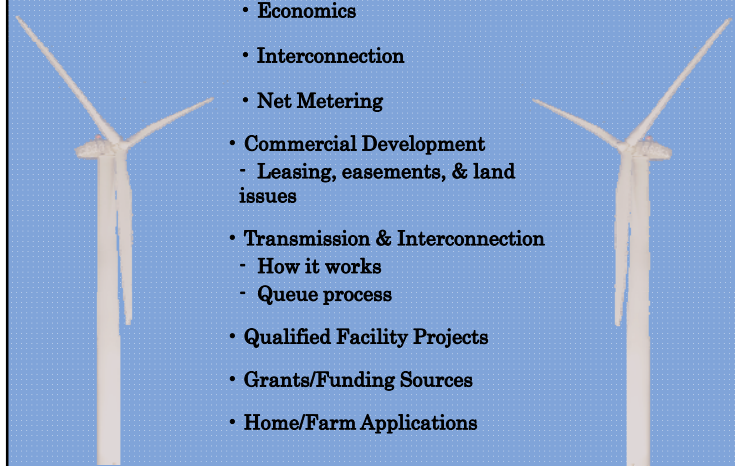 • Economics
• Interconnection
• Net Metering
• Commercial Development
- Leasing, easements, & land
issues
• Transmission & Interconnection
- How it works
- Queue process
• Qualified Facility Projects
• Grants/Funding Sources
• Home/Farm Applications